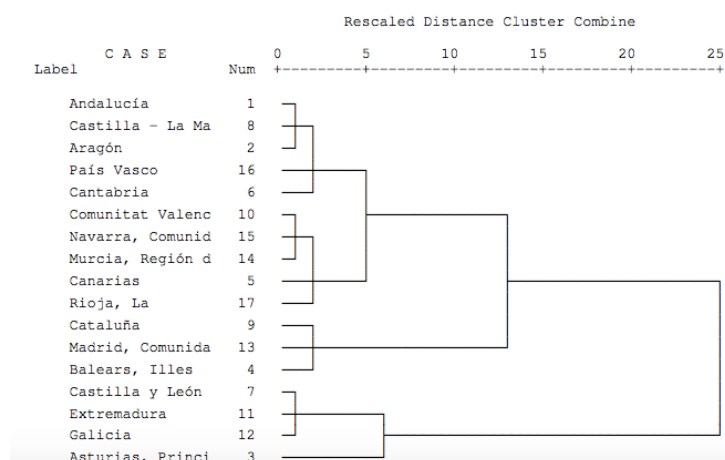 Rescaled Distance Cluster Combine
C A S E 0 5 10 15 20 25
Label Num +---------+---------+---------+---------+---------+
Andalucía 1
Castilla - La Ma 8
Aragón 2
País Vasco 16
Cantabria 6
Comunitat Valenc 10
Navarra, Comunid 15
Murcia, Región d 14
Canarias 5
Rioja, La 17
Cataluña 9
Madrid, Comunida 13
Balears, Illes 4
Castilla y León 7
Extremadura 11
Galicia 12
Asturias, Princi 3